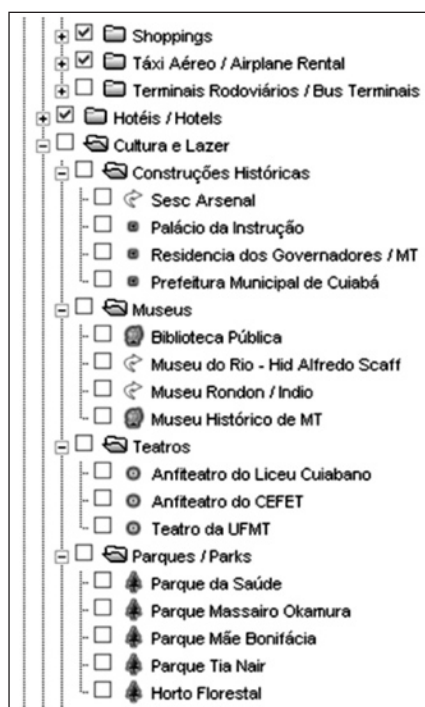 Shoppings
Táxi Aéreo / Airplane Rental
Terminais Rodoviários / Bus Terminais
Hotéis / Hotels
Cultura e Lazer
Construções Históricas
Sesc Arsenal
Palácio da Instrução
Residencia dos Governadores / MT
Prefeitura Municipal de Cuiabá
Museus
Biblioteca Pública
Museu do Rio - Hid Alfredo Scaff
Museu Rondon / Indio
Museu Histórico de MT
Teatros
Anfiteatro do Liceu Cuiabano
Anfiteatro do CEFET
Teatro da UFMT
Parques / Parks
Parque da Saúde
Parque Massairo Okamura
Parque Mãe Bonifácia
Parque Tia Nair
Horto Florestal